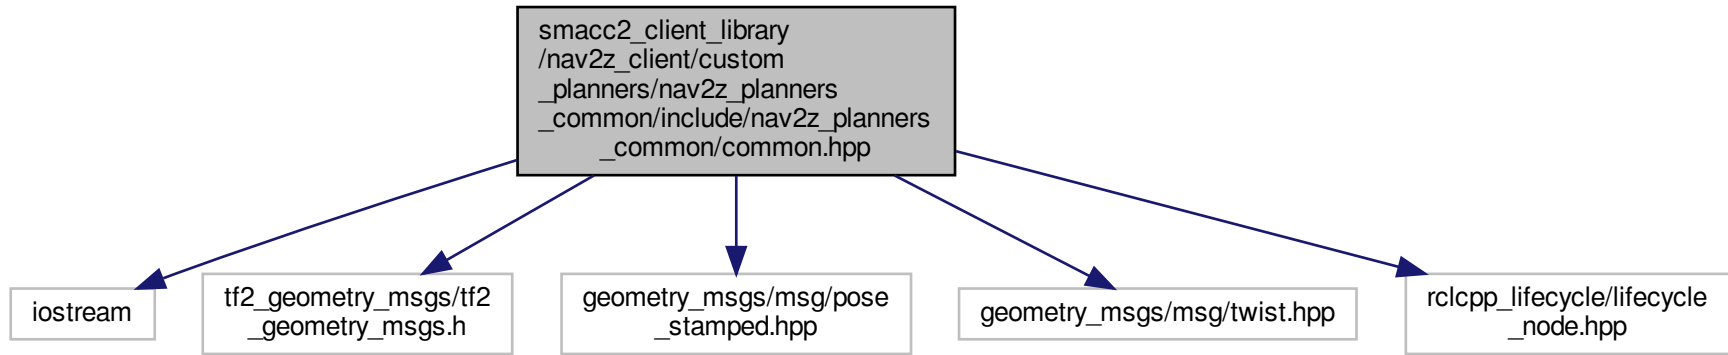 smacc2_client_library
/nav2z_client/custom
_planners/nav2z_planners
_common/include/nav2z_planners
_common/common.hpp
iostream
tf2_geometry_msgs/tf2
_geometry_msgs.h
geometry_msgs/msg/pose
_stamped.hpp
geometry_msgs/msg/twist.hpp
rclcpp_lifecycle/lifecycle
_node.hpp